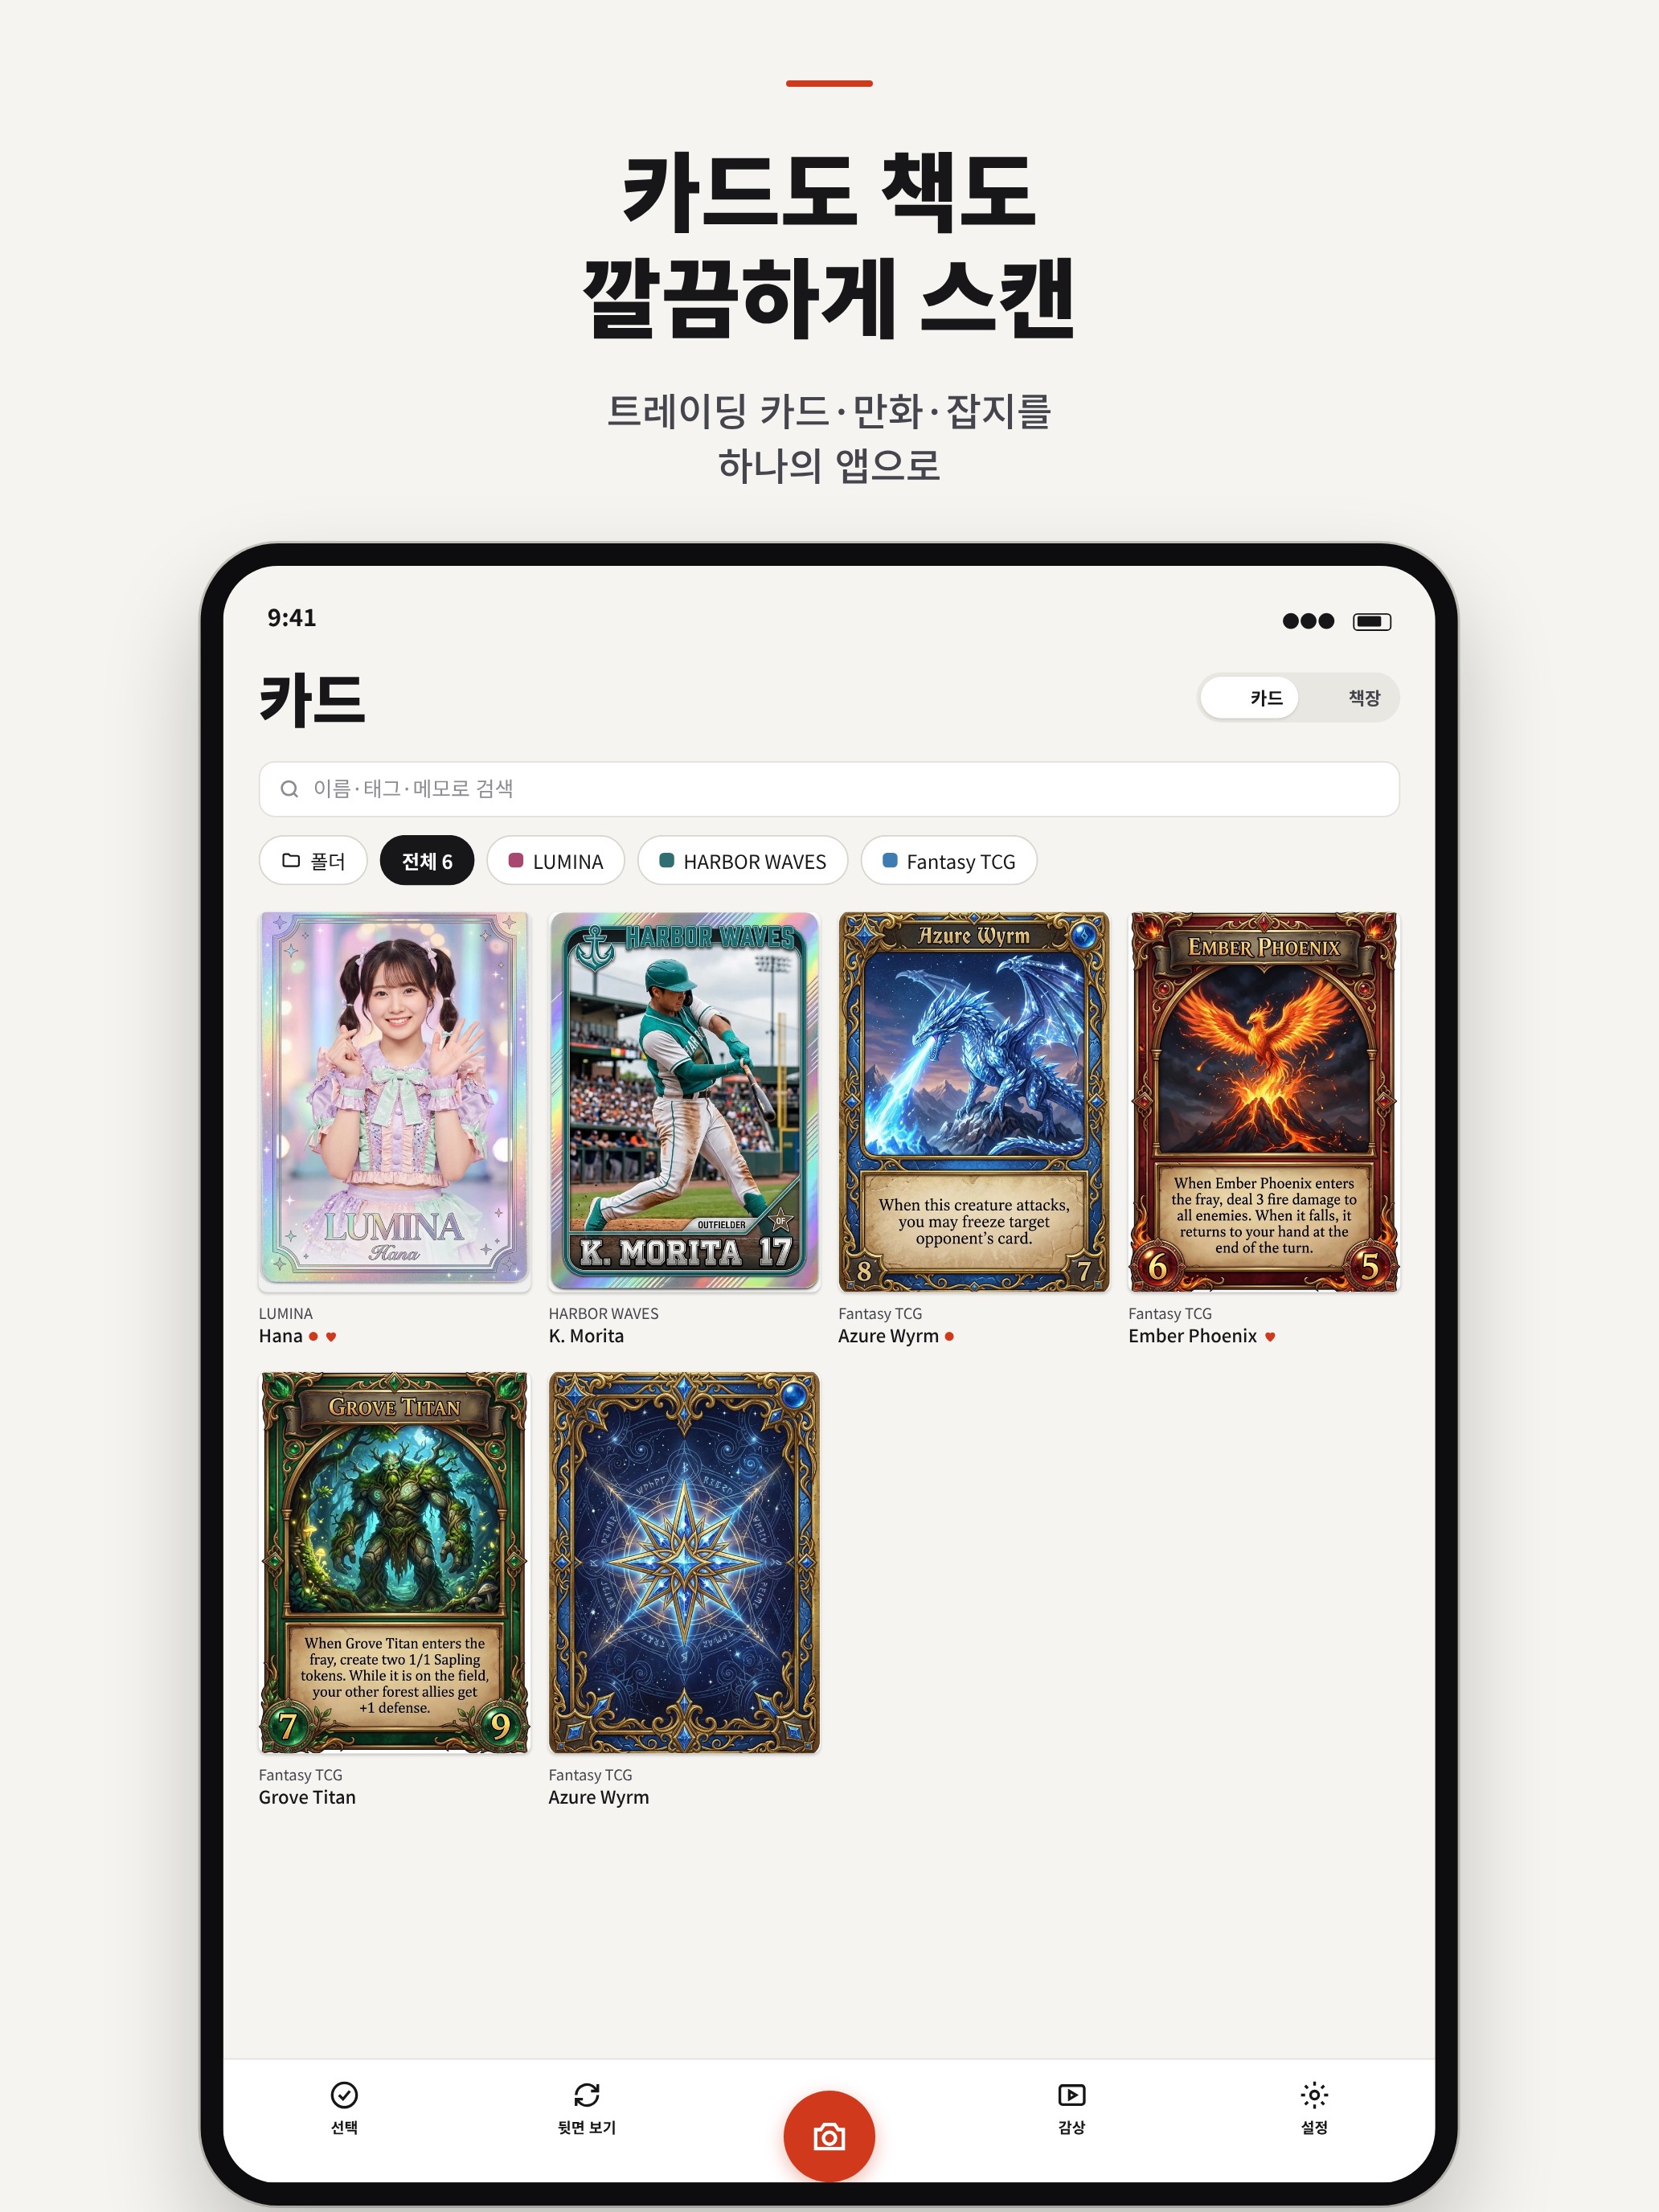 카드도 책도
깔끔하게 스캔
트레이딩 카드·만화·잡지를
하나의 앱으로
9:41
카드
카드 책장
이름·태그·메모로 검색
폴더 전체 6 LUMINA HARBOR WAVES Fantasy TCG
LUMINA
Hana
HARBOR WAVES
OUTFIELDER
OF
K. MORITA 17
Azure Wyrm
When this creature attacks,
you may freeze target
opponent's card.
8 7
EMBER PHOENIX
When Ember Phoenix enters
the fray, deal 3 fire damage to
all enemies. When it falls, it
returns to your hand at the
end of the turn.
6 5
LUMINA
Hana
HARBOR WAVES
K. Morita
Fantasy TCG
Azure Wyrm
Fantasy TCG
Ember Phoenix
GROVE TITAN
When Grove Titan enters the
fray, create two 1/1 Sapling
tokens. While it is on the field,
your other forest allies get
+1 defense.
7 9
Fantasy TCG
Grove Titan
Fantasy TCG
Azure Wyrm
선택 뒷면 보기 감상 설정